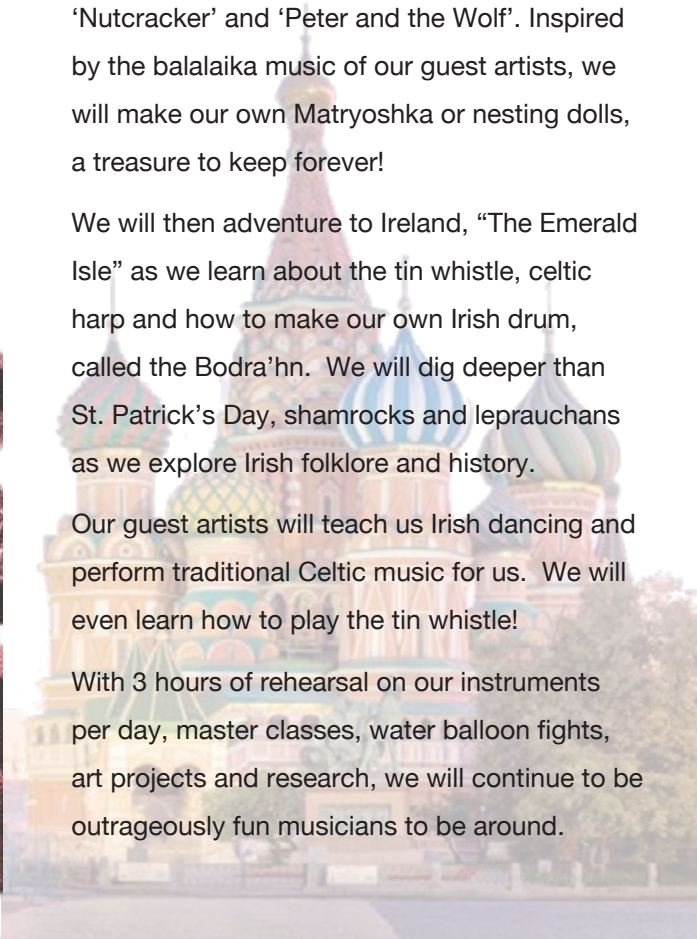 ‘Nutcracker’ and ‘Peter and the Wolf’. Inspired
by the balalaika music of our guest artists, we
will make our own Matryoshka or nesting dolls,
a treasure to keep forever!
We will then adventure to Ireland, “The Emerald
Isle” as we learn about the tin whistle, celtic
harp and how to make our own Irish drum,
called the Bodra’hn.  We will dig deeper than
St. Patrick’s Day, shamrocks and leprauchans
as we explore Irish folklore and history.
Our guest artists will teach us Irish dancing and
perform traditional Celtic music for us.  We will
even learn how to play the tin whistle!
With 3 hours of rehearsal on our instruments
per day, master classes, water balloon fights,
art projects and research, we will continue to be
outrageously fun musicians to be around.